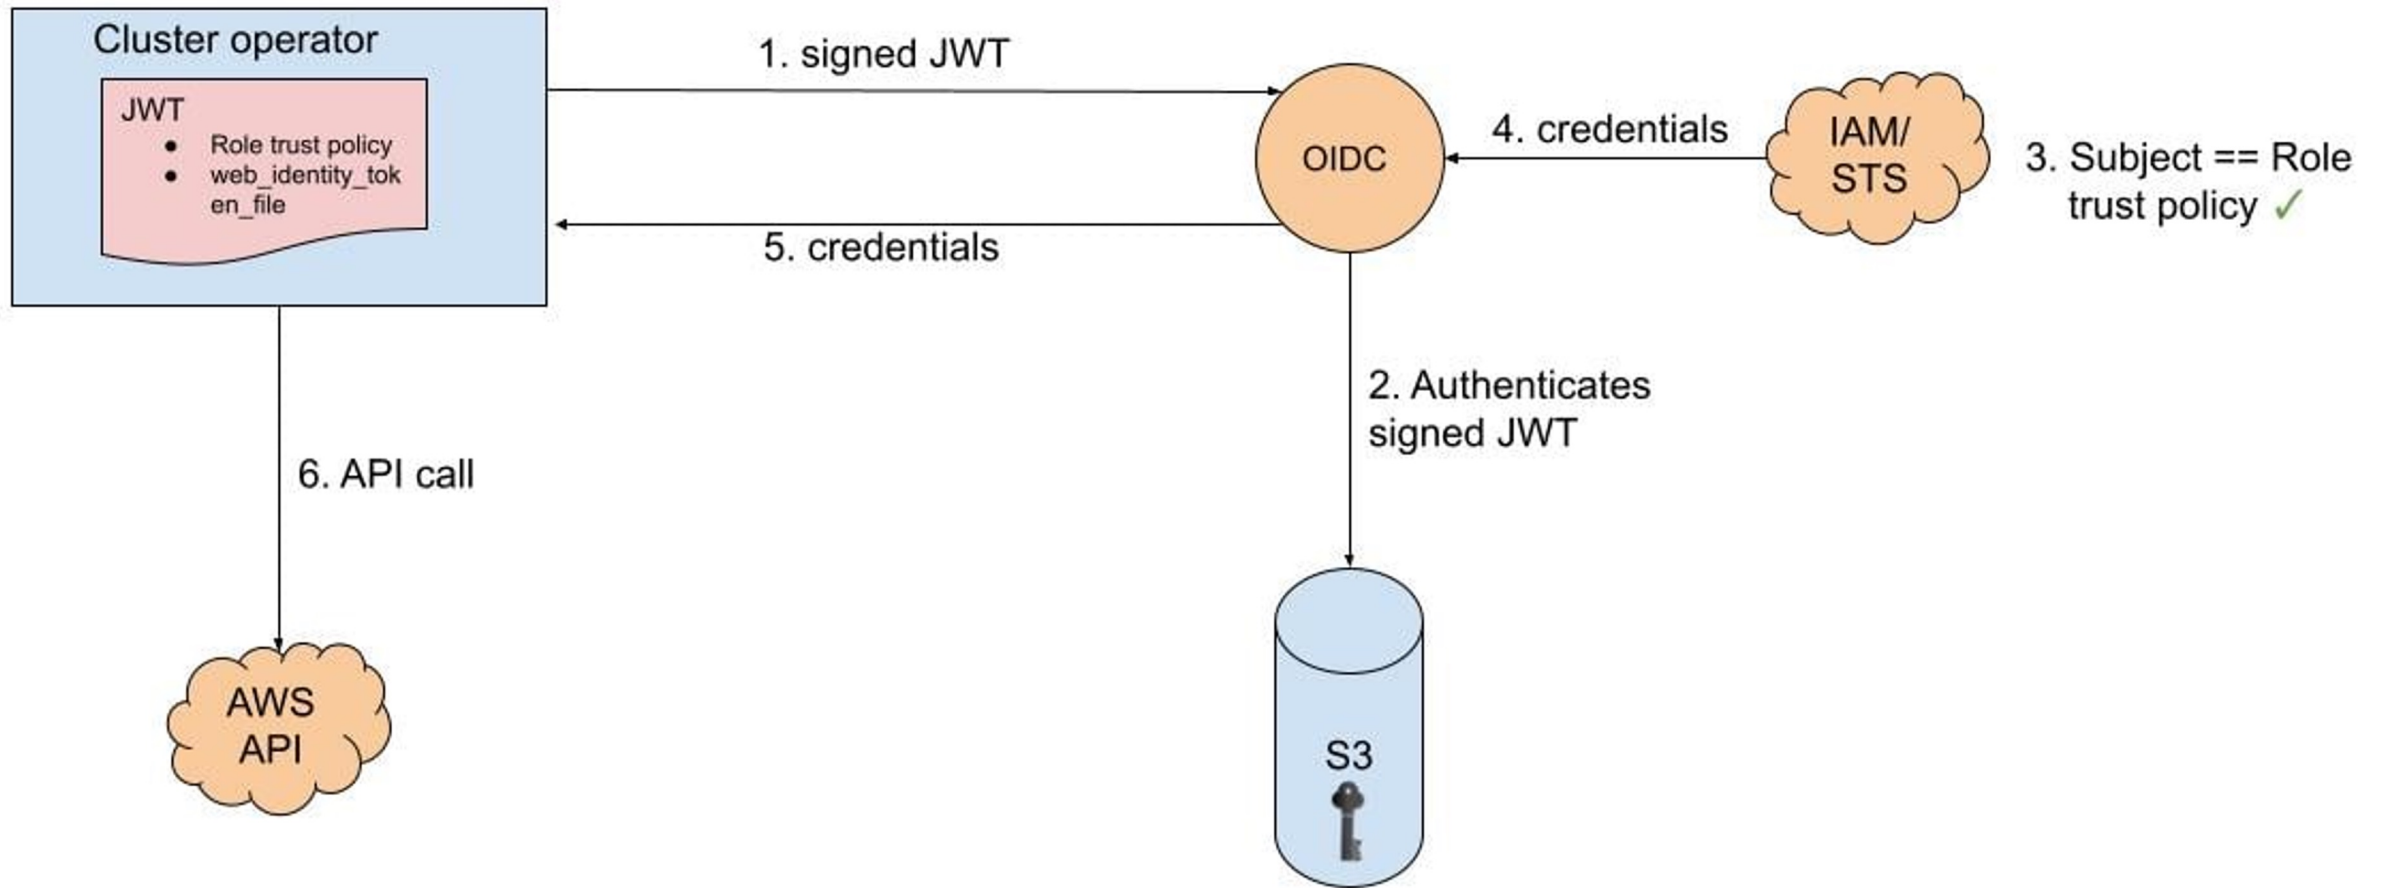 Cluster operator
JWT
● Role trust policy
● web_identity_tok
en_file
1. signed JWT
OIDC
4. credentials
IAM/
STS
3. Subject == Role
trust policy ✓
5. credentials
2. Authenticates
signed JWT
6. API call
AWS
API
S3